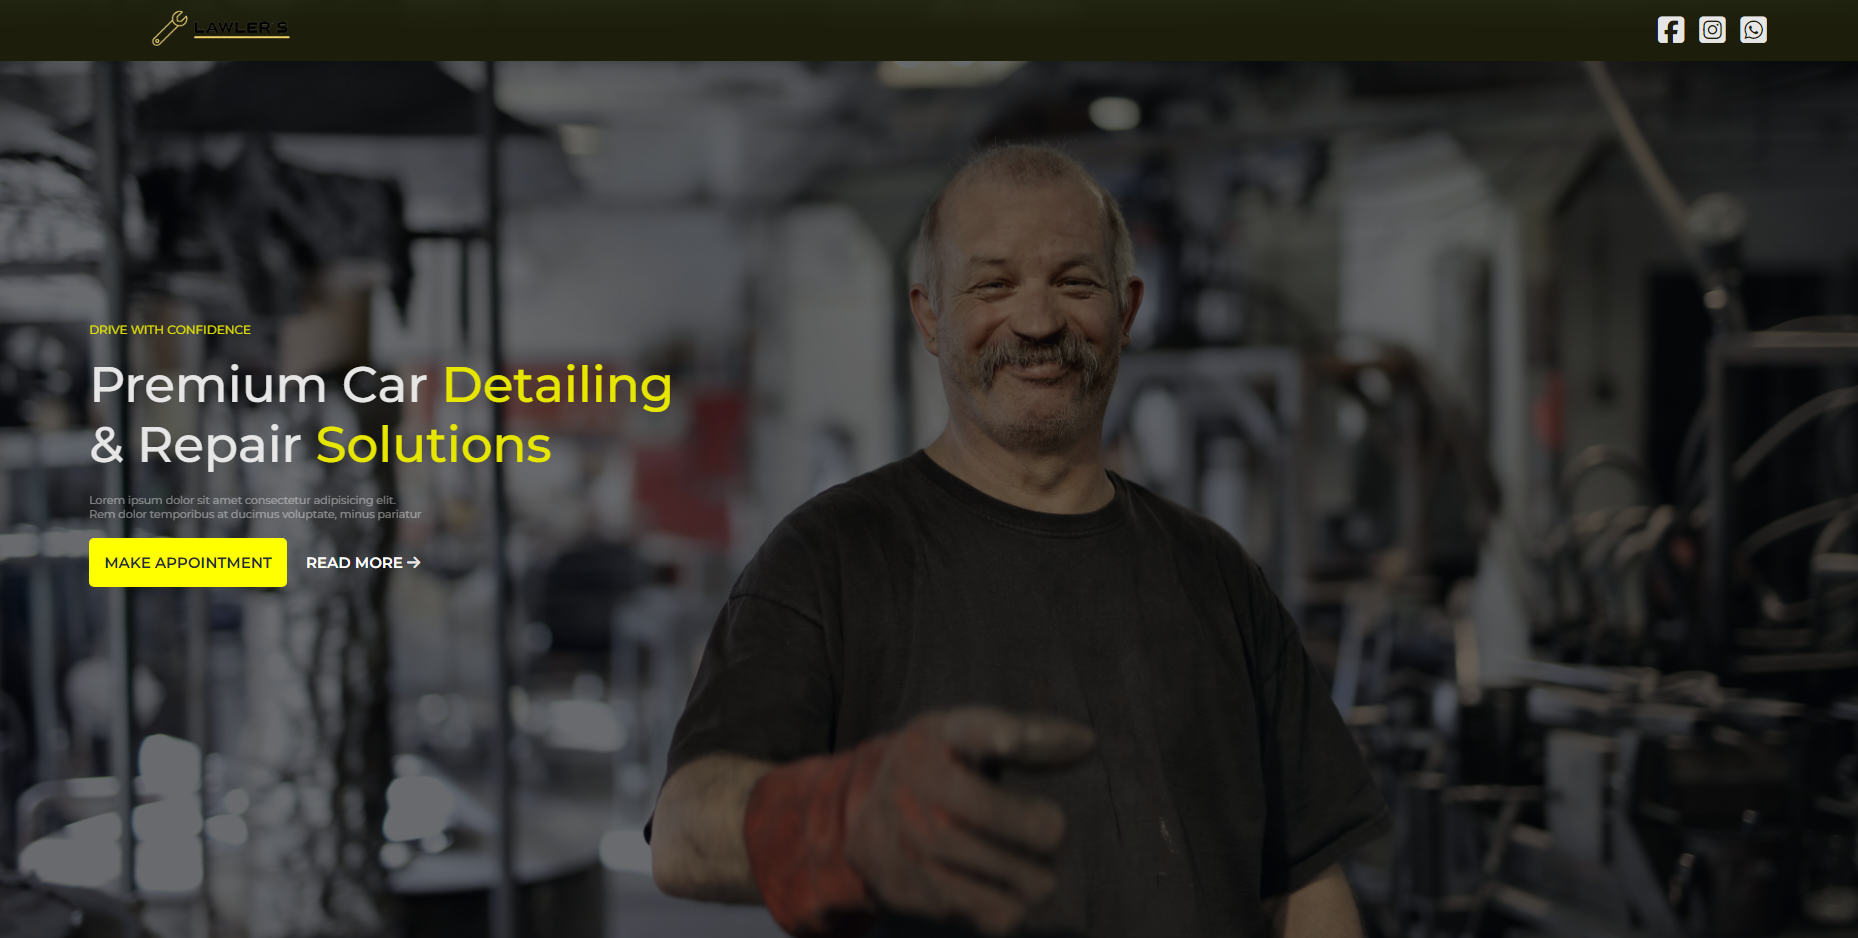 LAWLER'S
DRIVE WITH CONFIDENCE
Premium Car Detailing
& Repair Solutions
Lorem ipsum dolor sit amet consectetur adipisicing elit.
Rem dolor temporibus at ducimus voluptate, minus pariatur
MAKE APPOINTMENT
READ MORE →